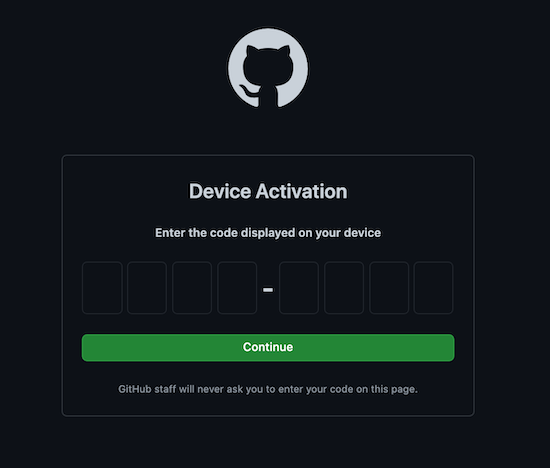 Device Activation
Enter the code displayed on your device
-
Continue
GitHub staff will never ask you to enter your code on this page.